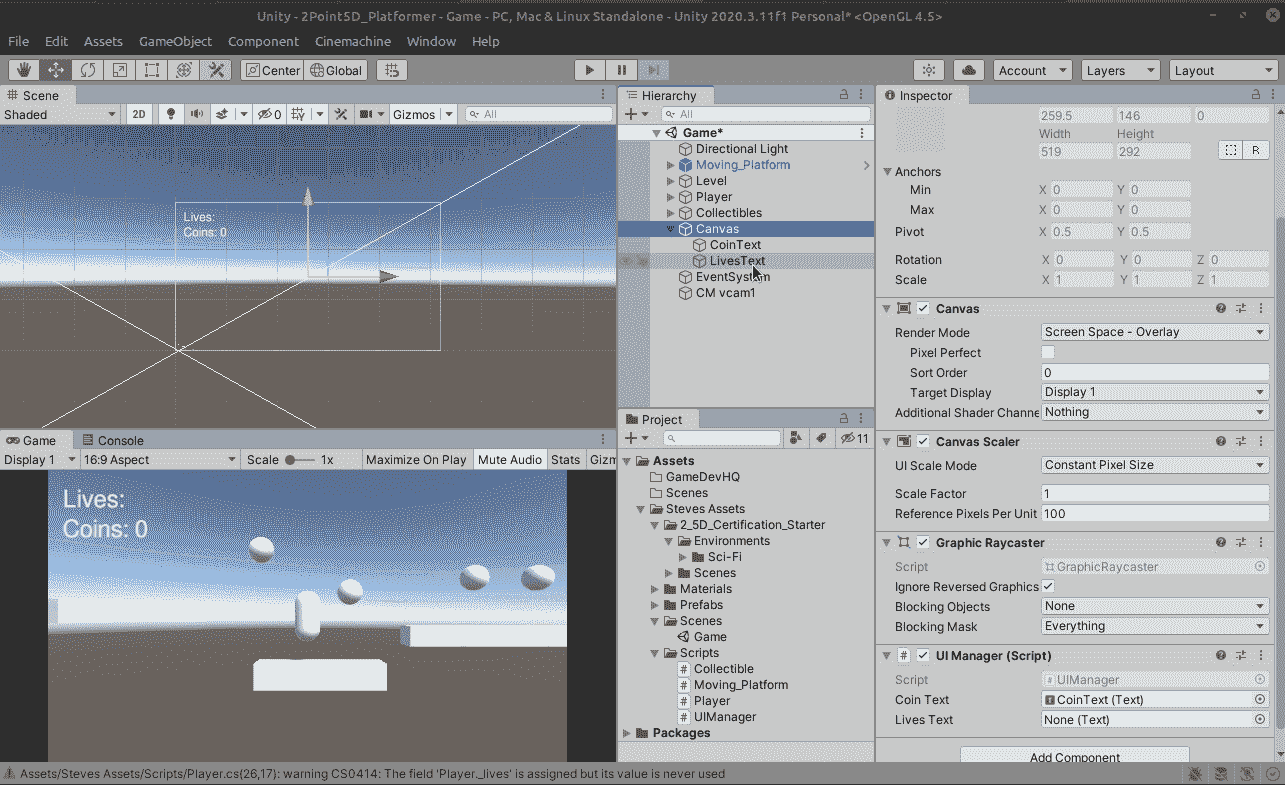 Unity - 2Point5D_Platformer - Game - PC, Mac & Linux Standalone - Unity 2020.3.11f1 Personal* <OpenGL 4.5>
File Edit Assets GameObject Component Cinemachine Window Help
Center Global Account Layers Layout
Scene
Shaded 2D 0 Gizmos All
Lives:
Coins: 0
Game Console
Display 1 16:9 Aspect Scale 1x Maximize On Play Mute Audio Stats Gizm
Lives:
Coins: 0
Hierarchy
All
Game*
Directional Light
Moving_Platform
Level
Player
Collectibles
Canvas
CoinText
LivesText
EventSystem
CM vcam1
Project
11
Assets
GameDevHQ
Scenes
Steves Assets
2_5D_Certification_Starter
Environments
Sci-Fi
Scenes
Materials
Prefabs
Scenes
Game
Scripts
# Collectible
# Moving_Platform
# Player
# UIManager
Packages
Inspector
259.5 146 0
Width Height
519 292 R
Anchors
Min X 0 Y 0
Max X 0 Y 0
Pivot X 0.5 Y 0.5
Rotation X 0 Y 0 Z 0
Scale X 1 Y 1 Z 1
Canvas
Render Mode Screen Space - Overlay
Pixel Perfect
Sort Order 0
Target Display Display 1
Additional Shader Channe Nothing
Canvas Scaler
UI Scale Mode Constant Pixel Size
Scale Factor 1
Reference Pixels Per Unit 100
Graphic Raycaster
Script GraphicRaycaster
Ignore Reversed Graphics
Blocking Objects None
Blocking Mask Everything
# UI Manager (Script)
Script # UIManager
Coin Text CoinText (Text)
Lives Text None (Text)
Add Component
Assets/Steves Assets/Scripts/Player.cs(26,17): warning CS0414: The field 'Player._lives' is assigned but its value is never used